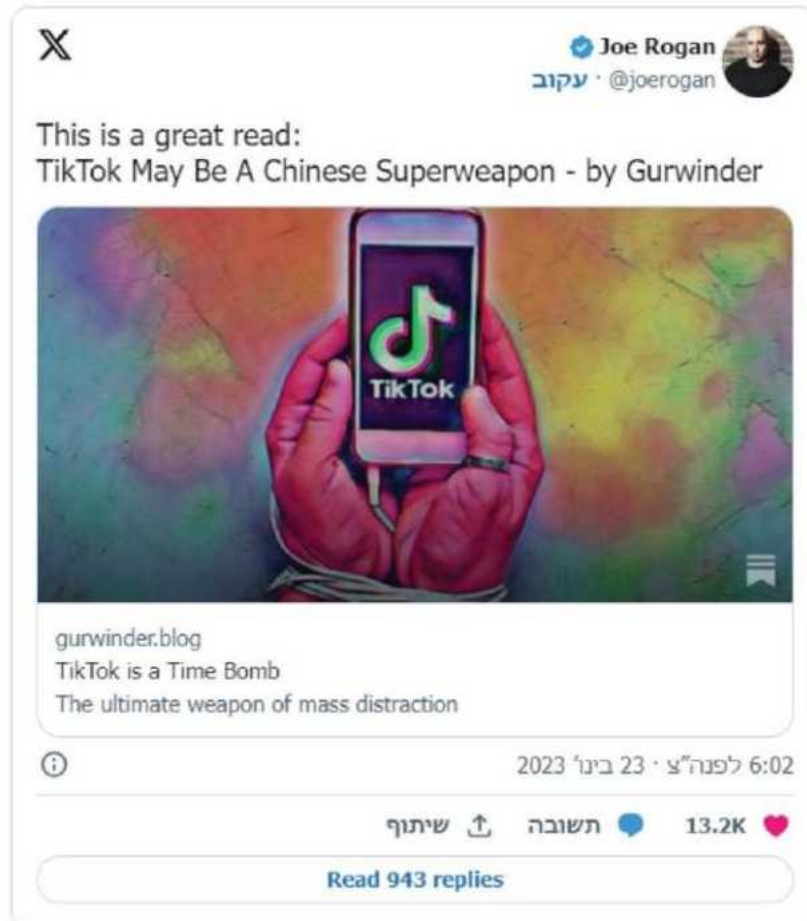 X
Joe Rogan
@joerogan · עקוב
This is a great read:
TikTok May Be A Chinese Superweapon - by Gurwinder
TikTok
gurwinder.blog
TikTok is a Time Bomb
The ultimate weapon of mass distraction
6:02 לפנה"צ · 23 בינו׳ 2023
13.2K תשובה שיתוף
Read 943 replies